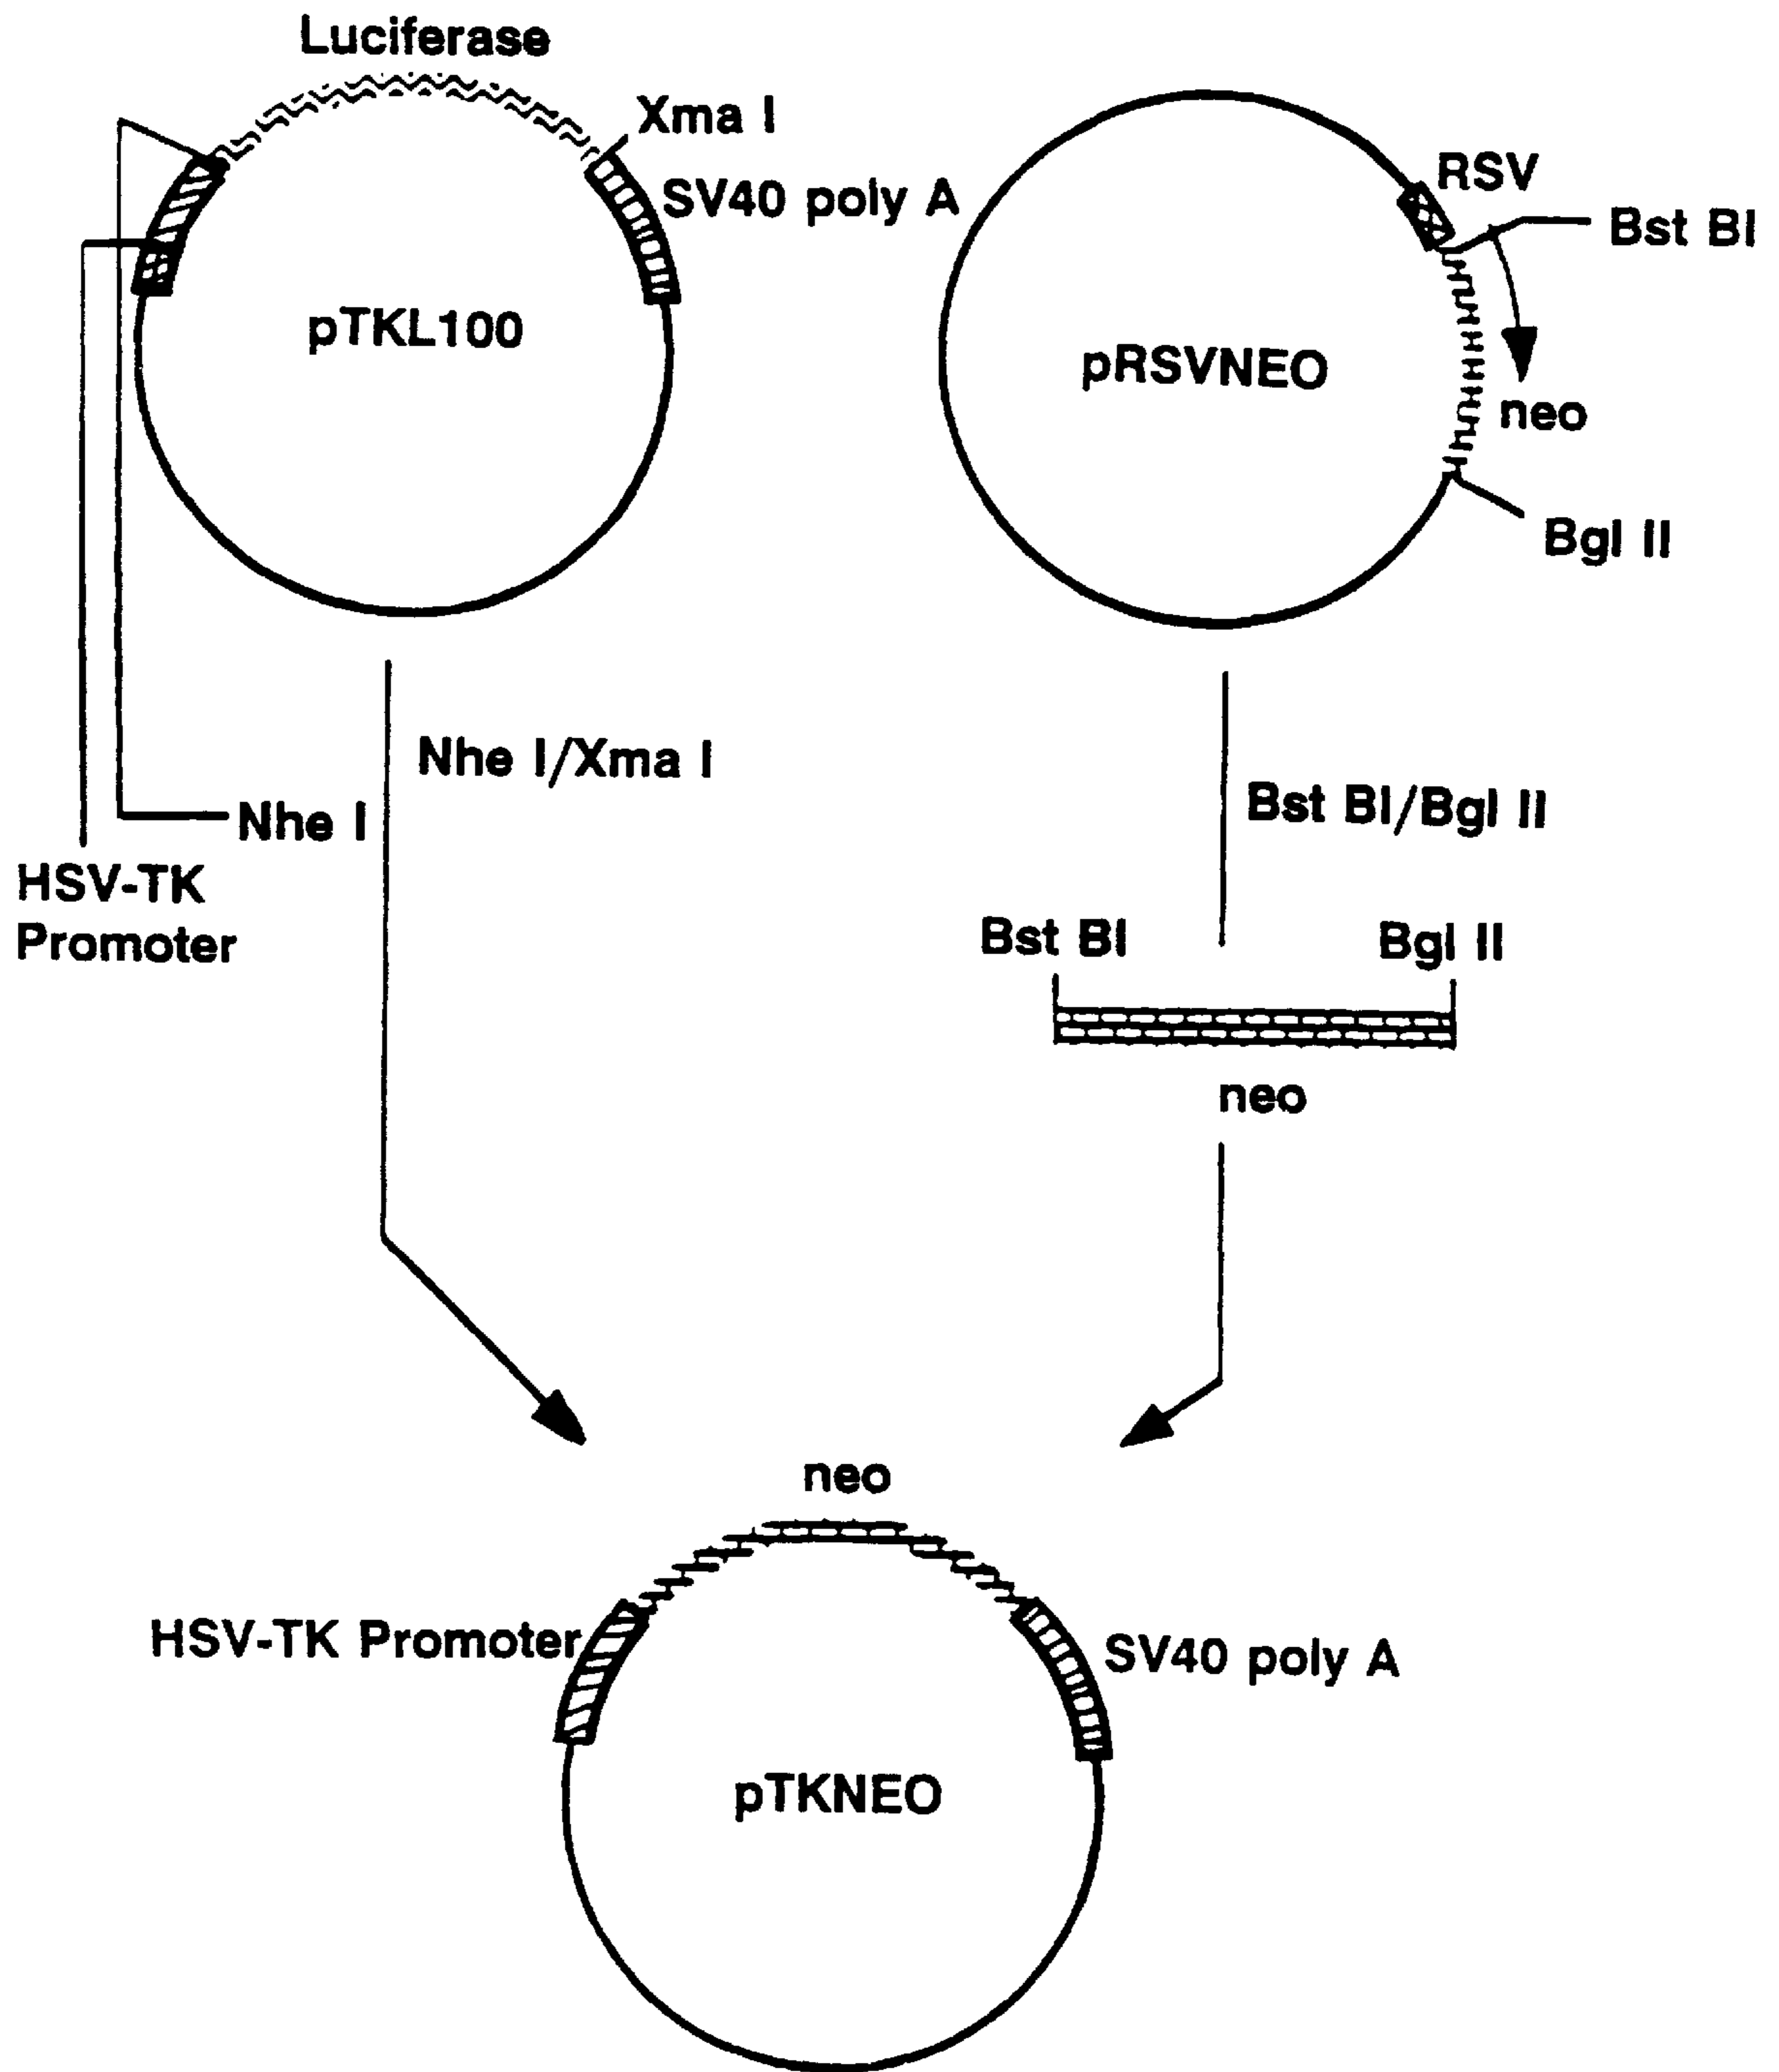 Luciferase
Xma I
SV40 poly A
pTKL100
RSV
Bst BI
pRSVNEO
neo
Bgl II
Nhe I/Xma I
Nhe I
HSV-TK
Promoter
Bst BI/Bgl II
Bst BI
Bgl II
neo
neo
HSV-TK Promoter
SV40 poly A
pTKNEO